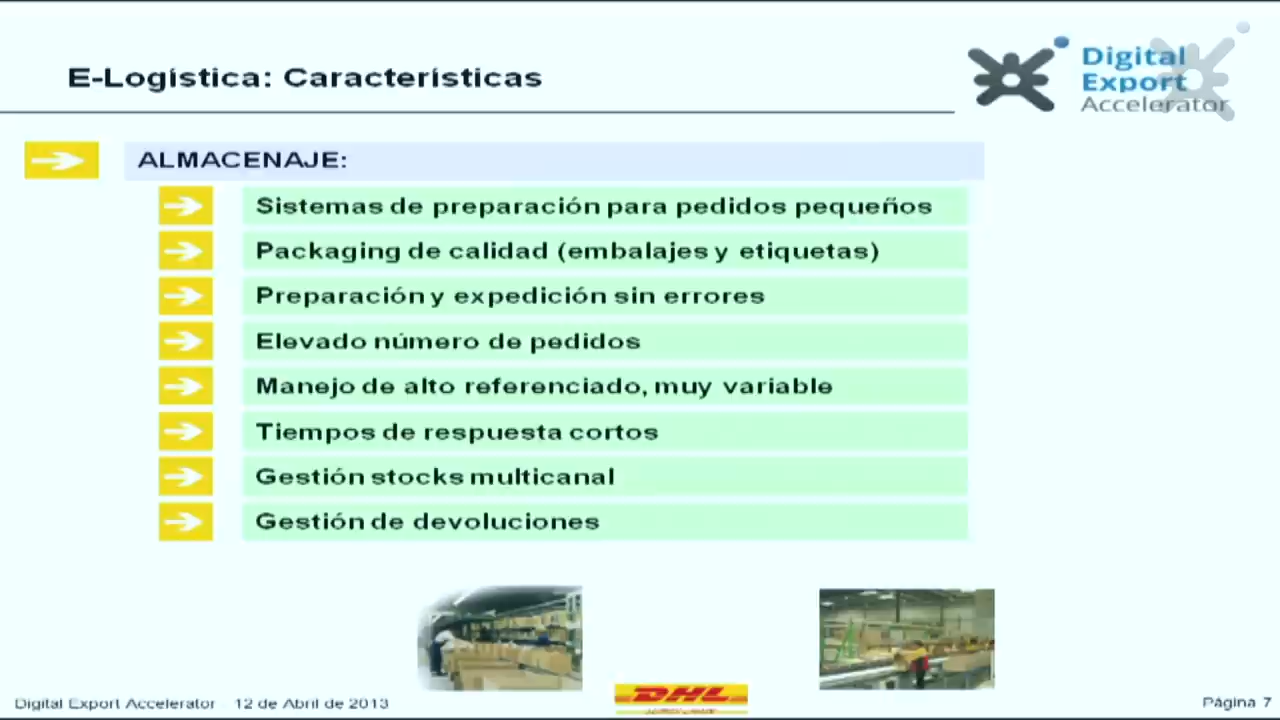 E-Logística: Características
Digital
Export
Accelerator
ALMACENAJE:
Sistemas de preparación para pedidos pequeños
Packaging de calidad (embalajes y etiquetas)
Preparación y expedición sin errores
Elevado número de pedidos
Manejo de alto referenciado, muy variable
Tiempos de respuesta cortos
Gestión stocks multicanal
Gestión de devoluciones
DHL
Digital Export Accelerator - 12 de Abril de 2013
Página 7